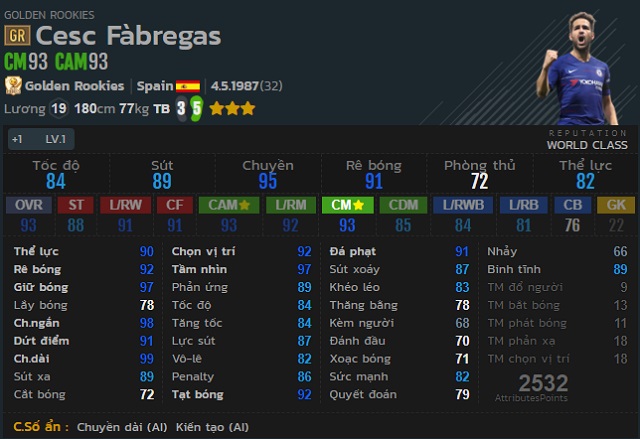 GOLDEN ROOKIES
GR Cesc Fàbregas
CM93 CAM93
Golden Rookies Spain 4.5.1987(32)
Lương 19 180cm 77kg TB 3 5
+1 LV.1
REPUTATION
WORLD CLASS
Tốc độ Sút Chuyền Rê bóng Phòng thủ Thể lực
84 89 95 91 72 82
OVR ST L/RW CF CAM L/RM CM CDM L/RWB L/RB CB GK
93 88 91 91 93 92 93 85 84 81 76 22
Thể lực 90 Chọn vị trí 92 Đá phạt 91 Nhảy 66
Rê bóng 92 Tầm nhìn 97 Sút xoáy 87 Bình tĩnh 89
Giữ bóng 97 Phản ứng 89 Khéo léo 83 TM đổ người 9
Lấy bóng 78 Tốc độ 84 Thăng bằng 78 TM bắt bóng 13
Ch.ngắn 98 Tăng tốc 84 Kèm người 68 TM phát bóng 11
Dứt điểm 91 Lực sút 87 Đánh đầu 70 TM phản xạ 18
Ch.dài 99 Vô-lê 82 Xoạc bóng 71 TM chọn vị trí 18
Sút xa 89 Penalty 86 Sức mạnh 82
Cắt bóng 72 Tạt bóng 92 Quyết đoán 79
2532
AttributesPoints
C.Số ẩn : Chuyền dài (AI) Kiến tạo (AI)